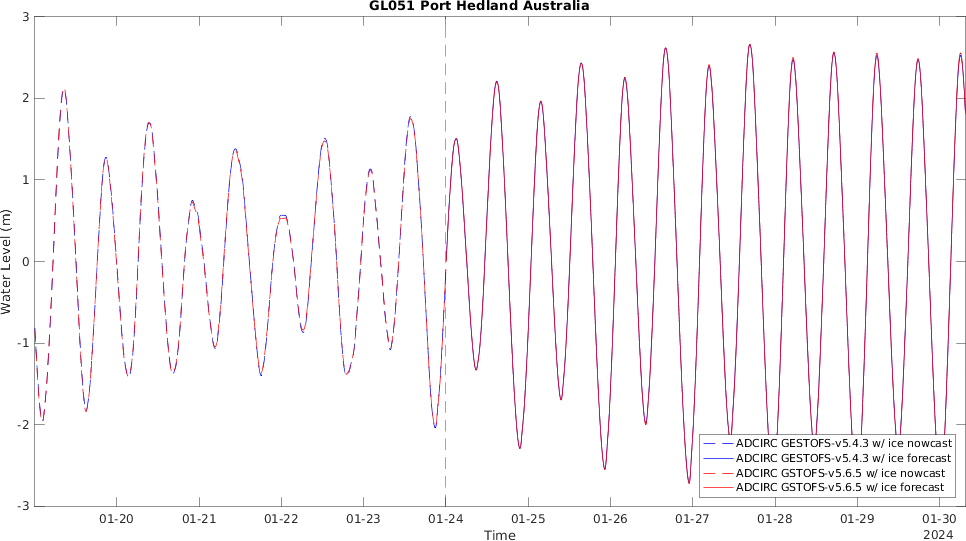 GL051 Port Hedland Australia
3
2
1
0
-1
-2
-3
Water Level (m)
ADCIRC GESTOFS-v5.4.3 w/ ice nowcast
ADCIRC GESTOFS-v5.4.3 w/ ice forecast
ADCIRC GSTOFS-v5.6.5 w/ ice nowcast
ADCIRC GSTOFS-v5.6.5 w/ ice forecast
01-20 01-21 01-22 01-23 01-24 01-25 01-26 01-27 01-28 01-29 01-30
Time
2024